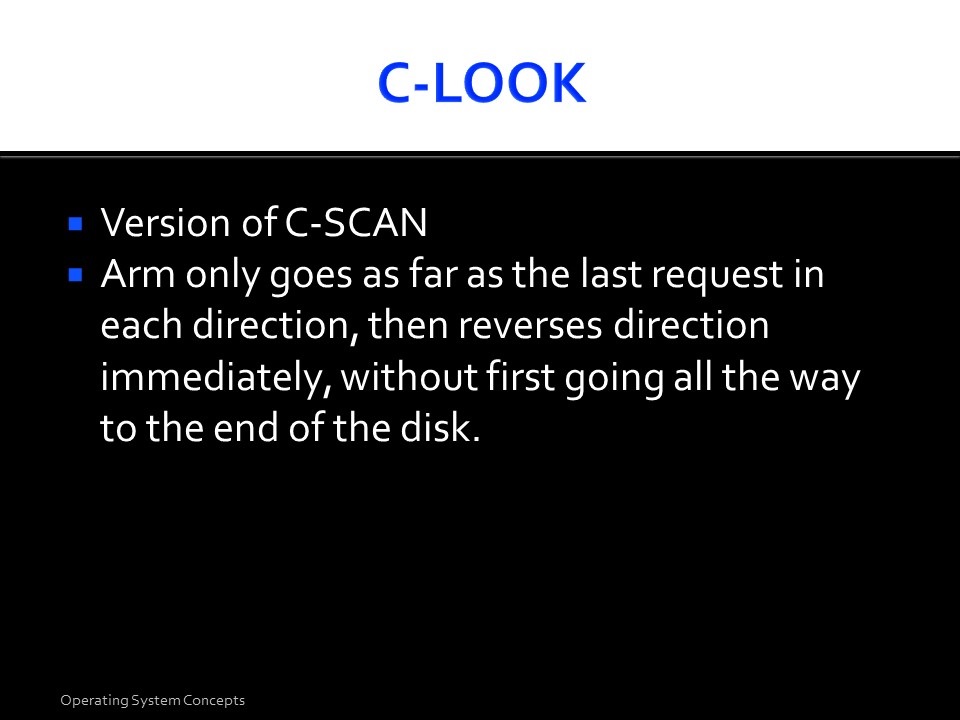 C-LOOK
Version of C-SCAN
Arm only goes as far as the last request in
each direction, then reverses direction
immediately, without first going all the way
to the end of the disk.
Operating System Concepts